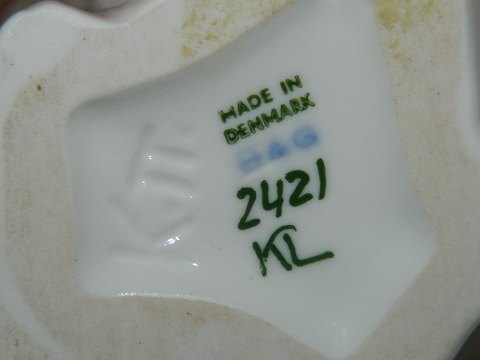 MADE IN
DENMARK
B & G
2421
KL